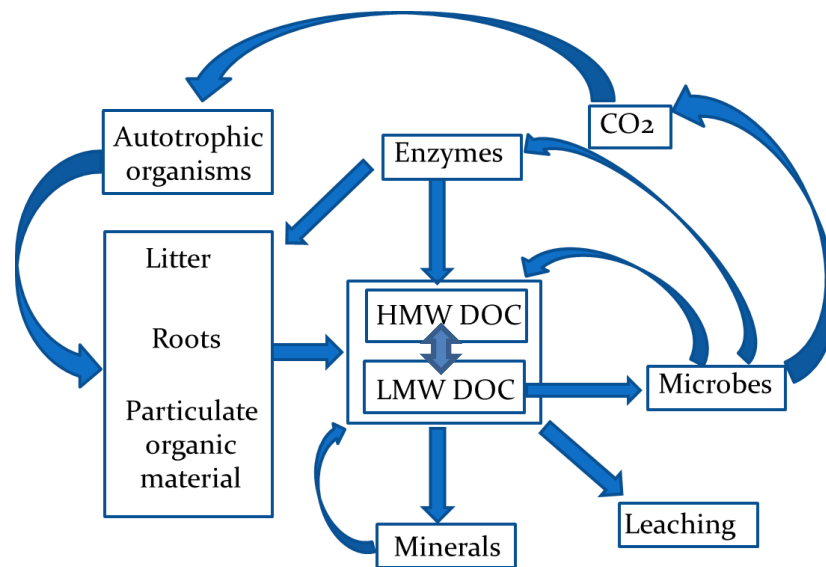 CO2
Autotrophic
organisms
Enzymes
Litter
HMW DOC
Roots
LMW DOC
Microbes
Particulate
organic
material
Leaching
Minerals